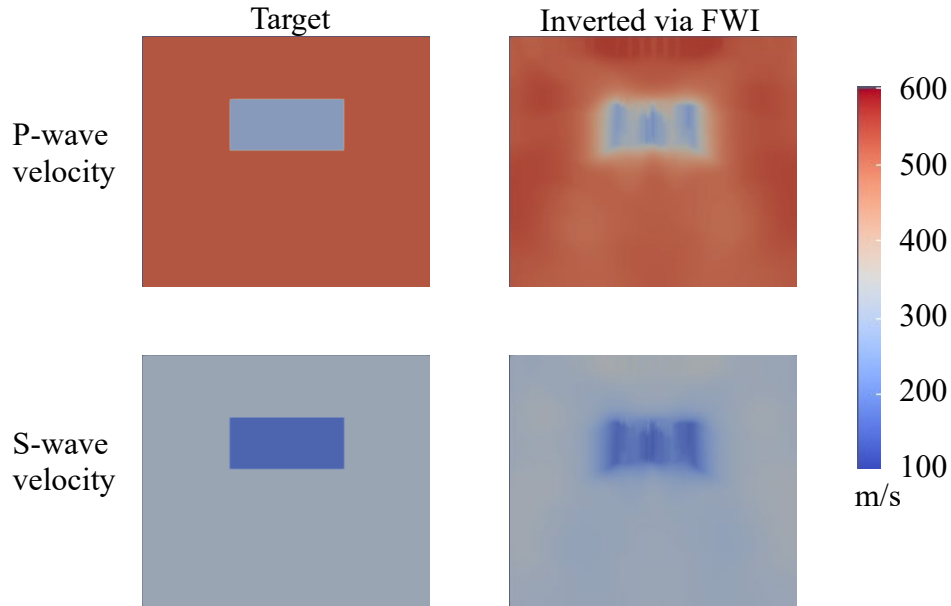 Target
Inverted via FWI
P-wave
velocity
S-wave
velocity
600
500
400
300
200
100
m/s